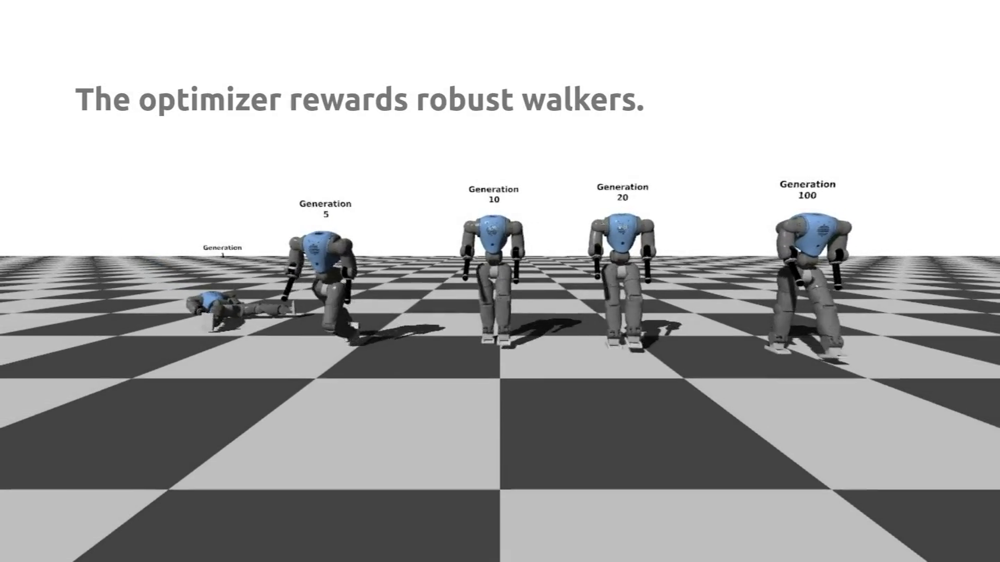 The optimizer rewards robust walkers.
Generation
1
Generation
5
Generation
10
Generation
20
Generation
100